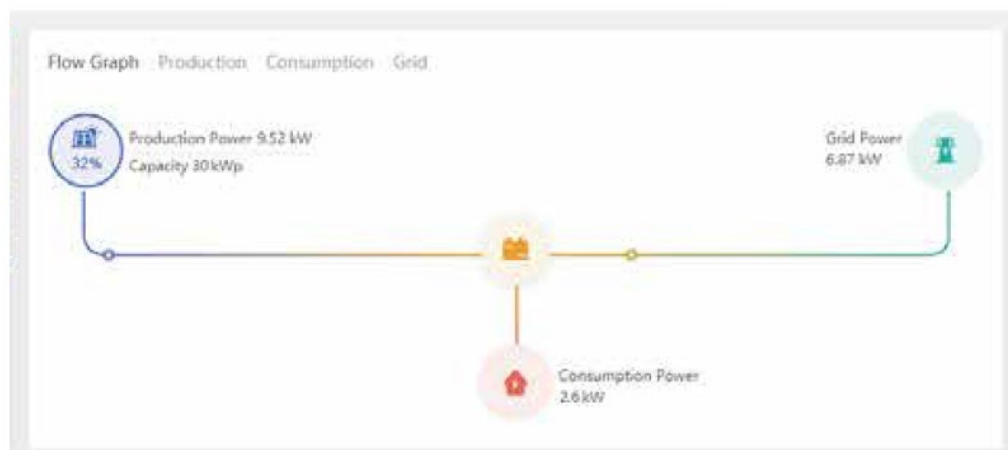 Flow Graph Production Consumption Grid
32%
Production Power 9.52 kW
Capacity 30 kWp
Grid Power
6.87 kW
Consumption Power
2.6 kW